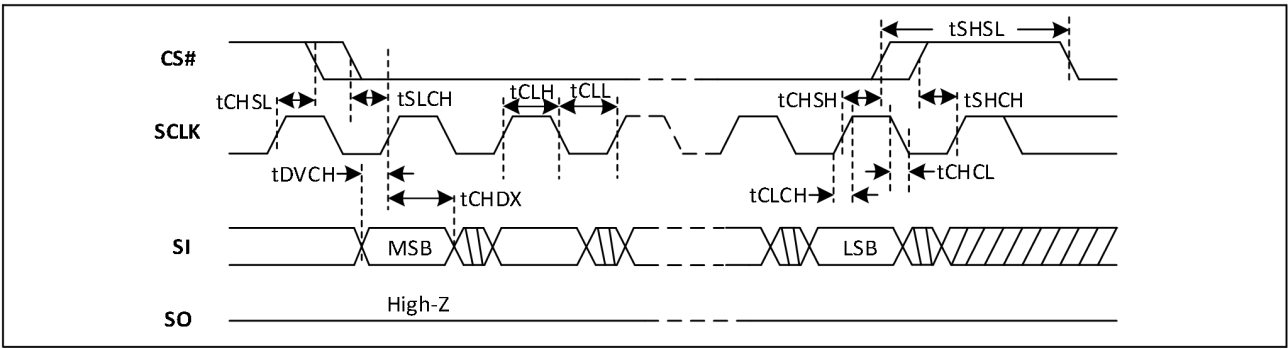 tSHSL
CS#
tCHSL
tSLCH
tCLH
tCLL
tCHSH
tSHCH
SCLK
tDVCH
tCHDX
tCLCH
tCHCL
SI
MSB
LSB
High-Z
SO